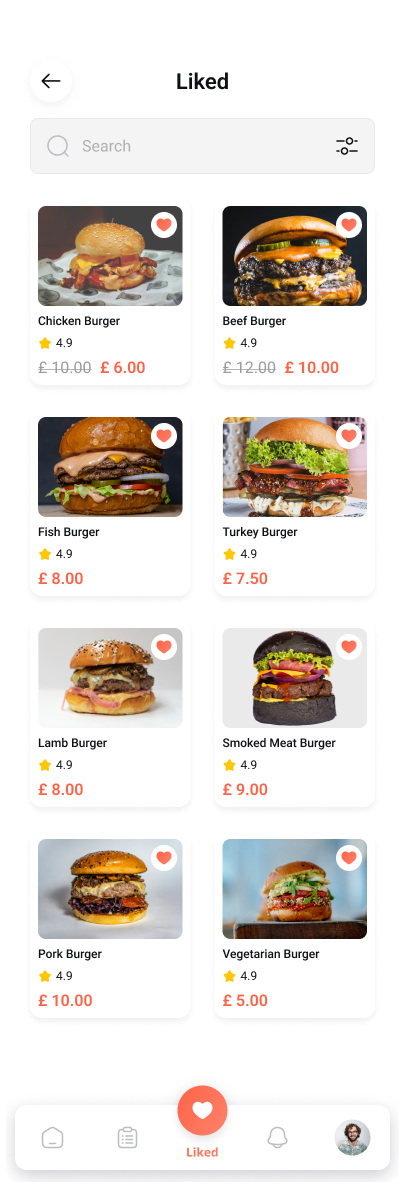 Liked
Search
Chicken Burger
4.9
£ 10.00 £ 6.00
Beef Burger
4.9
£ 12.00 £ 10.00
Fish Burger
4.9
£ 8.00
Turkey Burger
4.9
£ 7.50
Lamb Burger
4.9
£ 8.00
Smoked Meat Burger
4.9
£ 9.00
Pork Burger
4.9
£ 10.00
Vegetarian Burger
4.9
£ 5.00
Liked